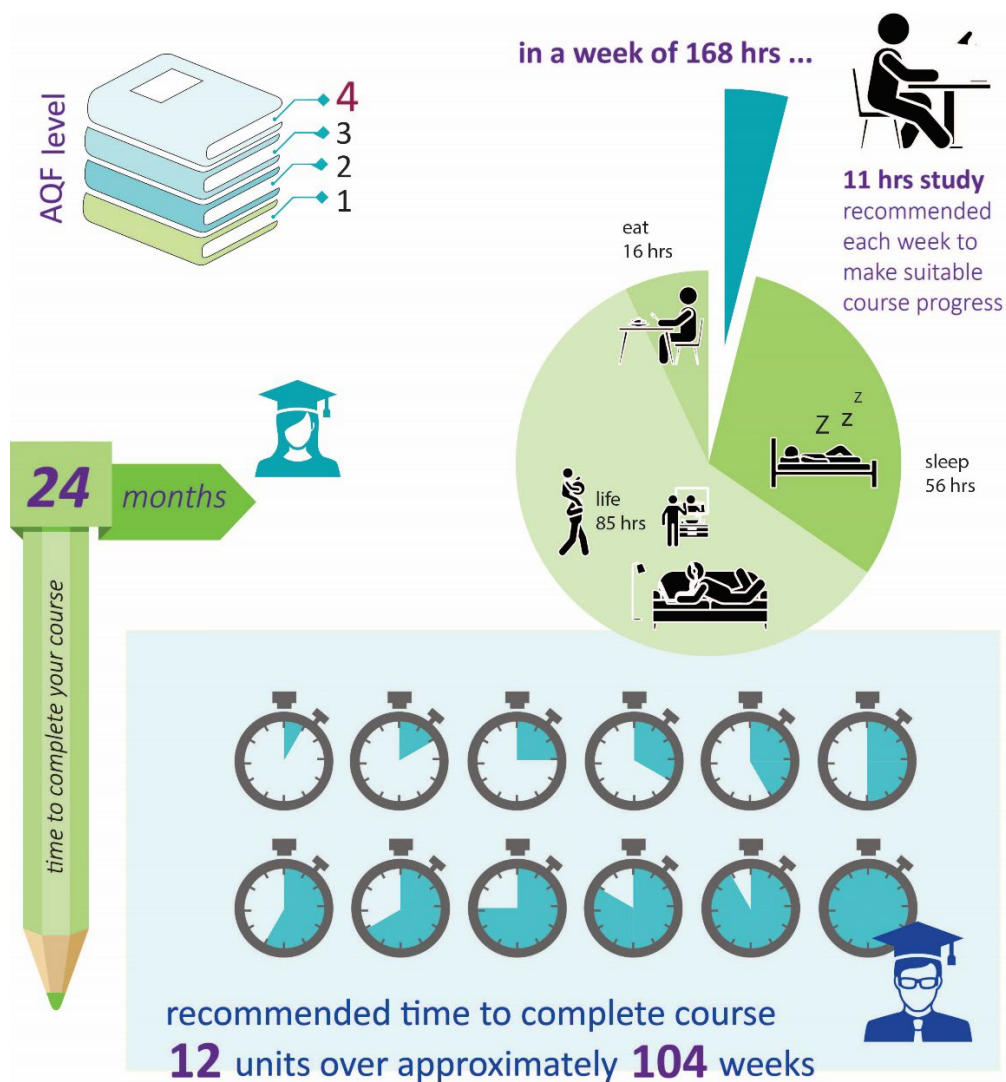 AQF level
4
3
2
1
in a week of 168 hrs ...
11 hrs study
recommended
each week to
make suitable
course progress
eat
16 hrs
Z z z
sleep
56 hrs
life
85 hrs
24 months
time to complete your course
recommended time to complete course
12 units over approximately 104 weeks